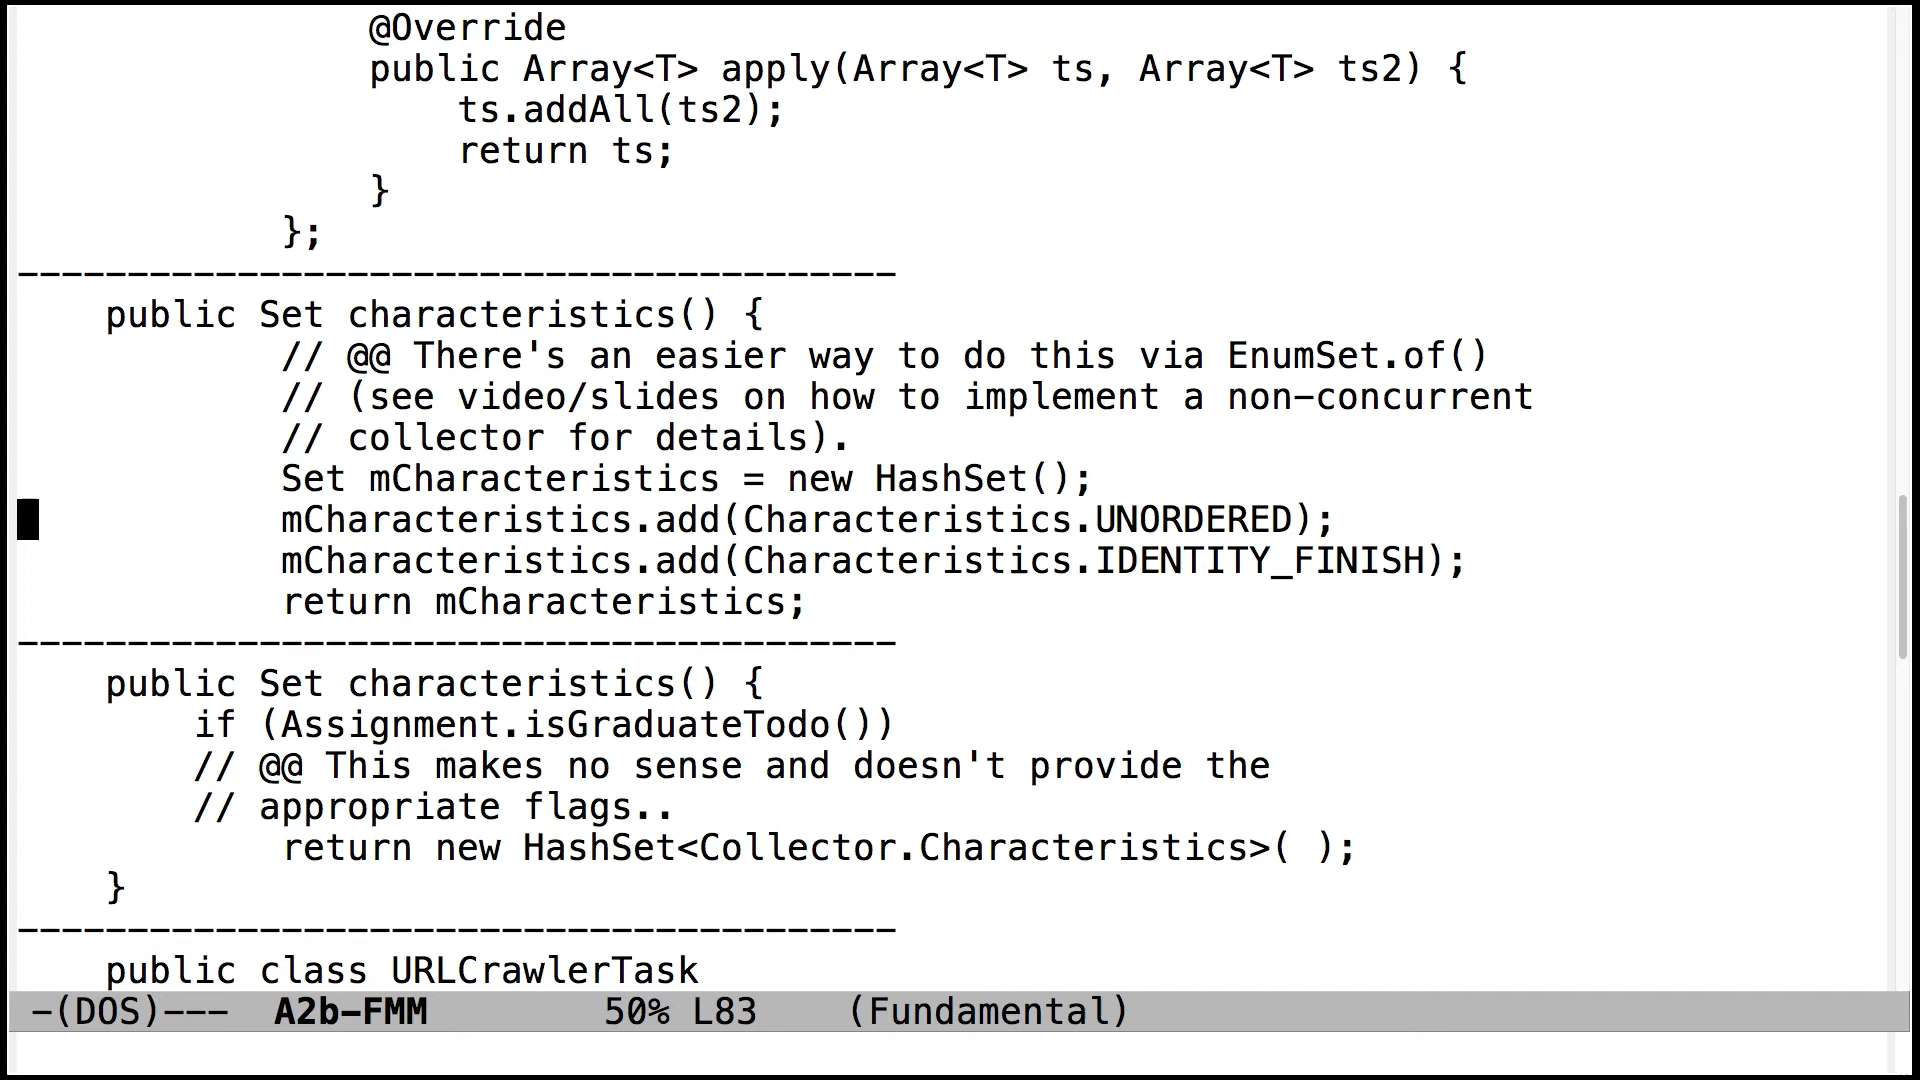 @Override
public Array<T> apply(Array<T> ts, Array<T> ts2) {
ts.addAll(ts2);
return ts;
}
};
----------------------------------------
public Set characteristics() {
// @@ There's an easier way to do this via EnumSet.of()
// (see video/slides on how to implement a non-concurrent
// collector for details).
Set mCharacteristics = new HashSet();
mCharacteristics.add(Characteristics.UNORDERED);
mCharacteristics.add(Characteristics.IDENTITY_FINISH);
return mCharacteristics;
----------------------------------------
public Set characteristics() {
if (Assignment.isGraduateTodo())
// @@ This makes no sense and doesn't provide the
// appropriate flags..
return new HashSet<Collector.Characteristics>( );
}
----------------------------------------
public class URLCrawlerTask
-(DOS)--- A2b-FMM 50% L83 (Fundamental)